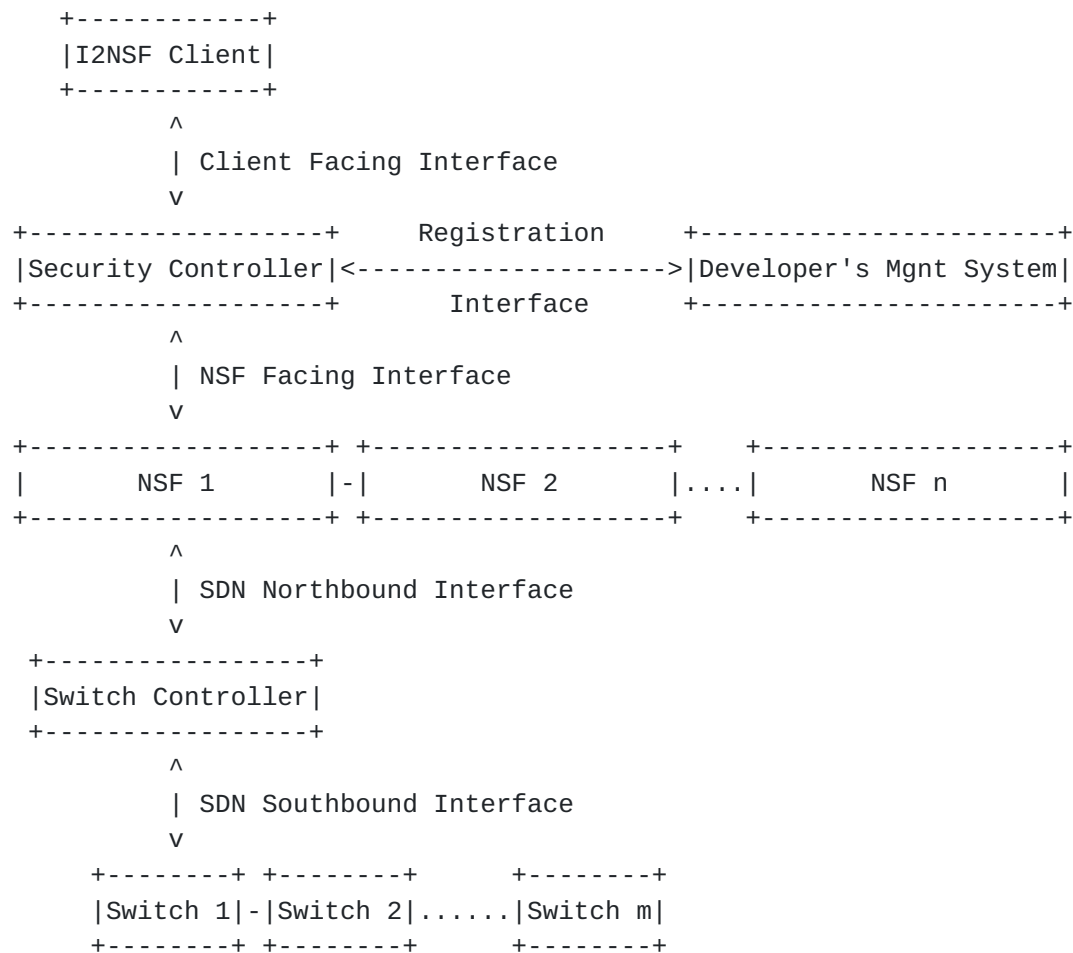 +------------+
|I2NSF Client|
+------------+
^
| Client Facing Interface
v
+-------------------+ Registration +-----------------------+
|Security Controller|<-------------------->|Developer's Mgnt System|
+-------------------+ Interface +-----------------------+
^
| NSF Facing Interface
v
+-------------------+ +-------------------+ +-------------------+
| NSF 1 |-| NSF 2 |....| NSF n |
+-------------------+ +-------------------+ +-------------------+
^
| SDN Northbound Interface
v
+-----------------+
|Switch Controller|
+-----------------+
^
| SDN Southbound Interface
v
+--------+ +--------+ +--------+
|Switch 1|-|Switch 2|......|Switch m|
+--------+ +--------+ +--------+